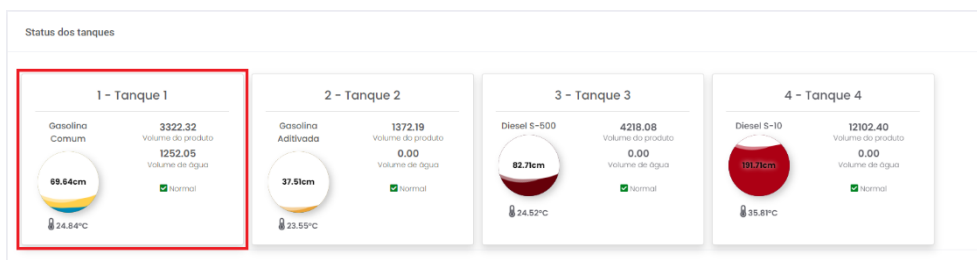 Status dos tanques
1 - Tanque 1
Gasolina
Comum
3322.32
Volume do produto
1252.05
Volume de água
69.64cm
Normal
24.84ºC
2 - Tanque 2
Gasolina
Aditivada
1372.19
Volume do produto
0.00
Volume de água
37.51cm
Normal
23.55ºC
3 - Tanque 3
Diesel S-500
4218.08
Volume do produto
0.00
Volume de água
82.71cm
Normal
24.52ºC
4 - Tanque 4
Diesel S-10
12102.40
Volume do produto
0.00
Volume de água
191.71cm
Normal
35.81ºC